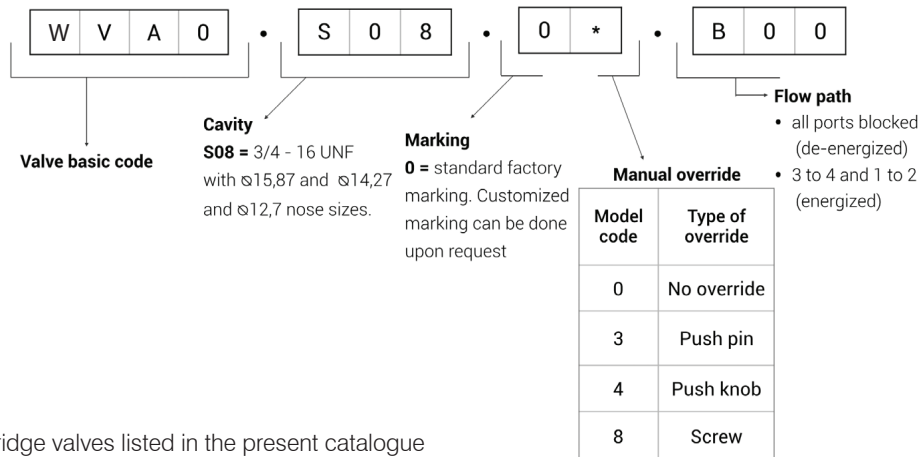 W V A 0 • S 0 8 • 0 * • B 0 0
Valve basic code
Cavity
S08 = 3/4 - 16 UNF
with ⦰15,87 and ⦰14,27
and ⦰12,7 nose sizes.
Marking
0 = standard factory
marking. Customized
marking can be done
upon request
Manual override
Model code Type of override
0 No override
3 Push pin
4 Push knob
8 Screw
Flow path
• all ports blocked
(de-energized)
• 3 to 4 and 1 to 2
(energized)
ridge valves listed in the present catalogue